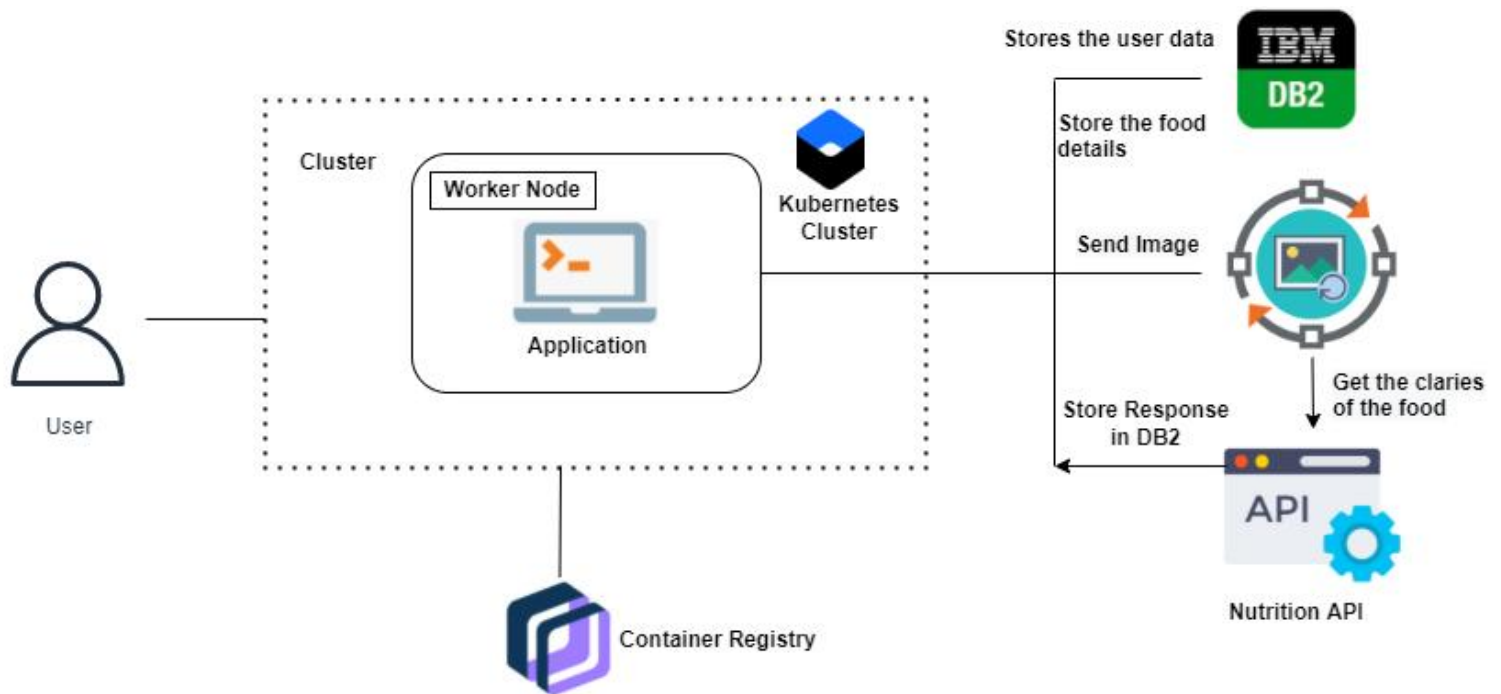 Stores the user data
IBM
DB2
Store the food
details
Cluster
Worker Node
Kubernetes
Cluster
Send Image
Application
Get the claries
of the food
Store Response
in DB2
User
API
Nutrition API
Container Registry